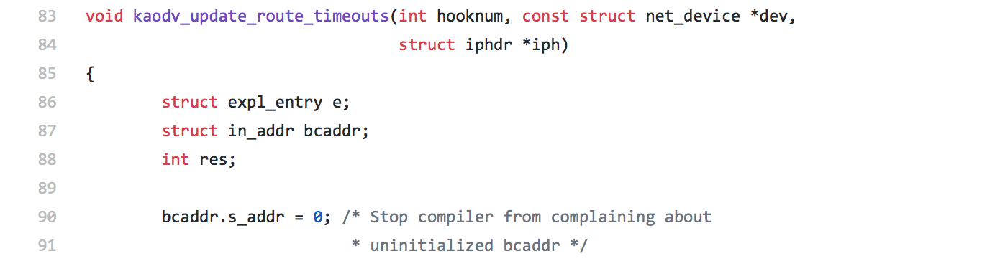 83 void kaodv_update_route_timeouts(int hooknum, const struct net_device *dev,
84 struct iphdr *iph)
85 {
86 struct expl_entry e;
87 struct in_addr bcaddr;
88 int res;
89
90 bcaddr.s_addr = 0; /* Stop compiler from complaining about
91 * uninitialized bcaddr */